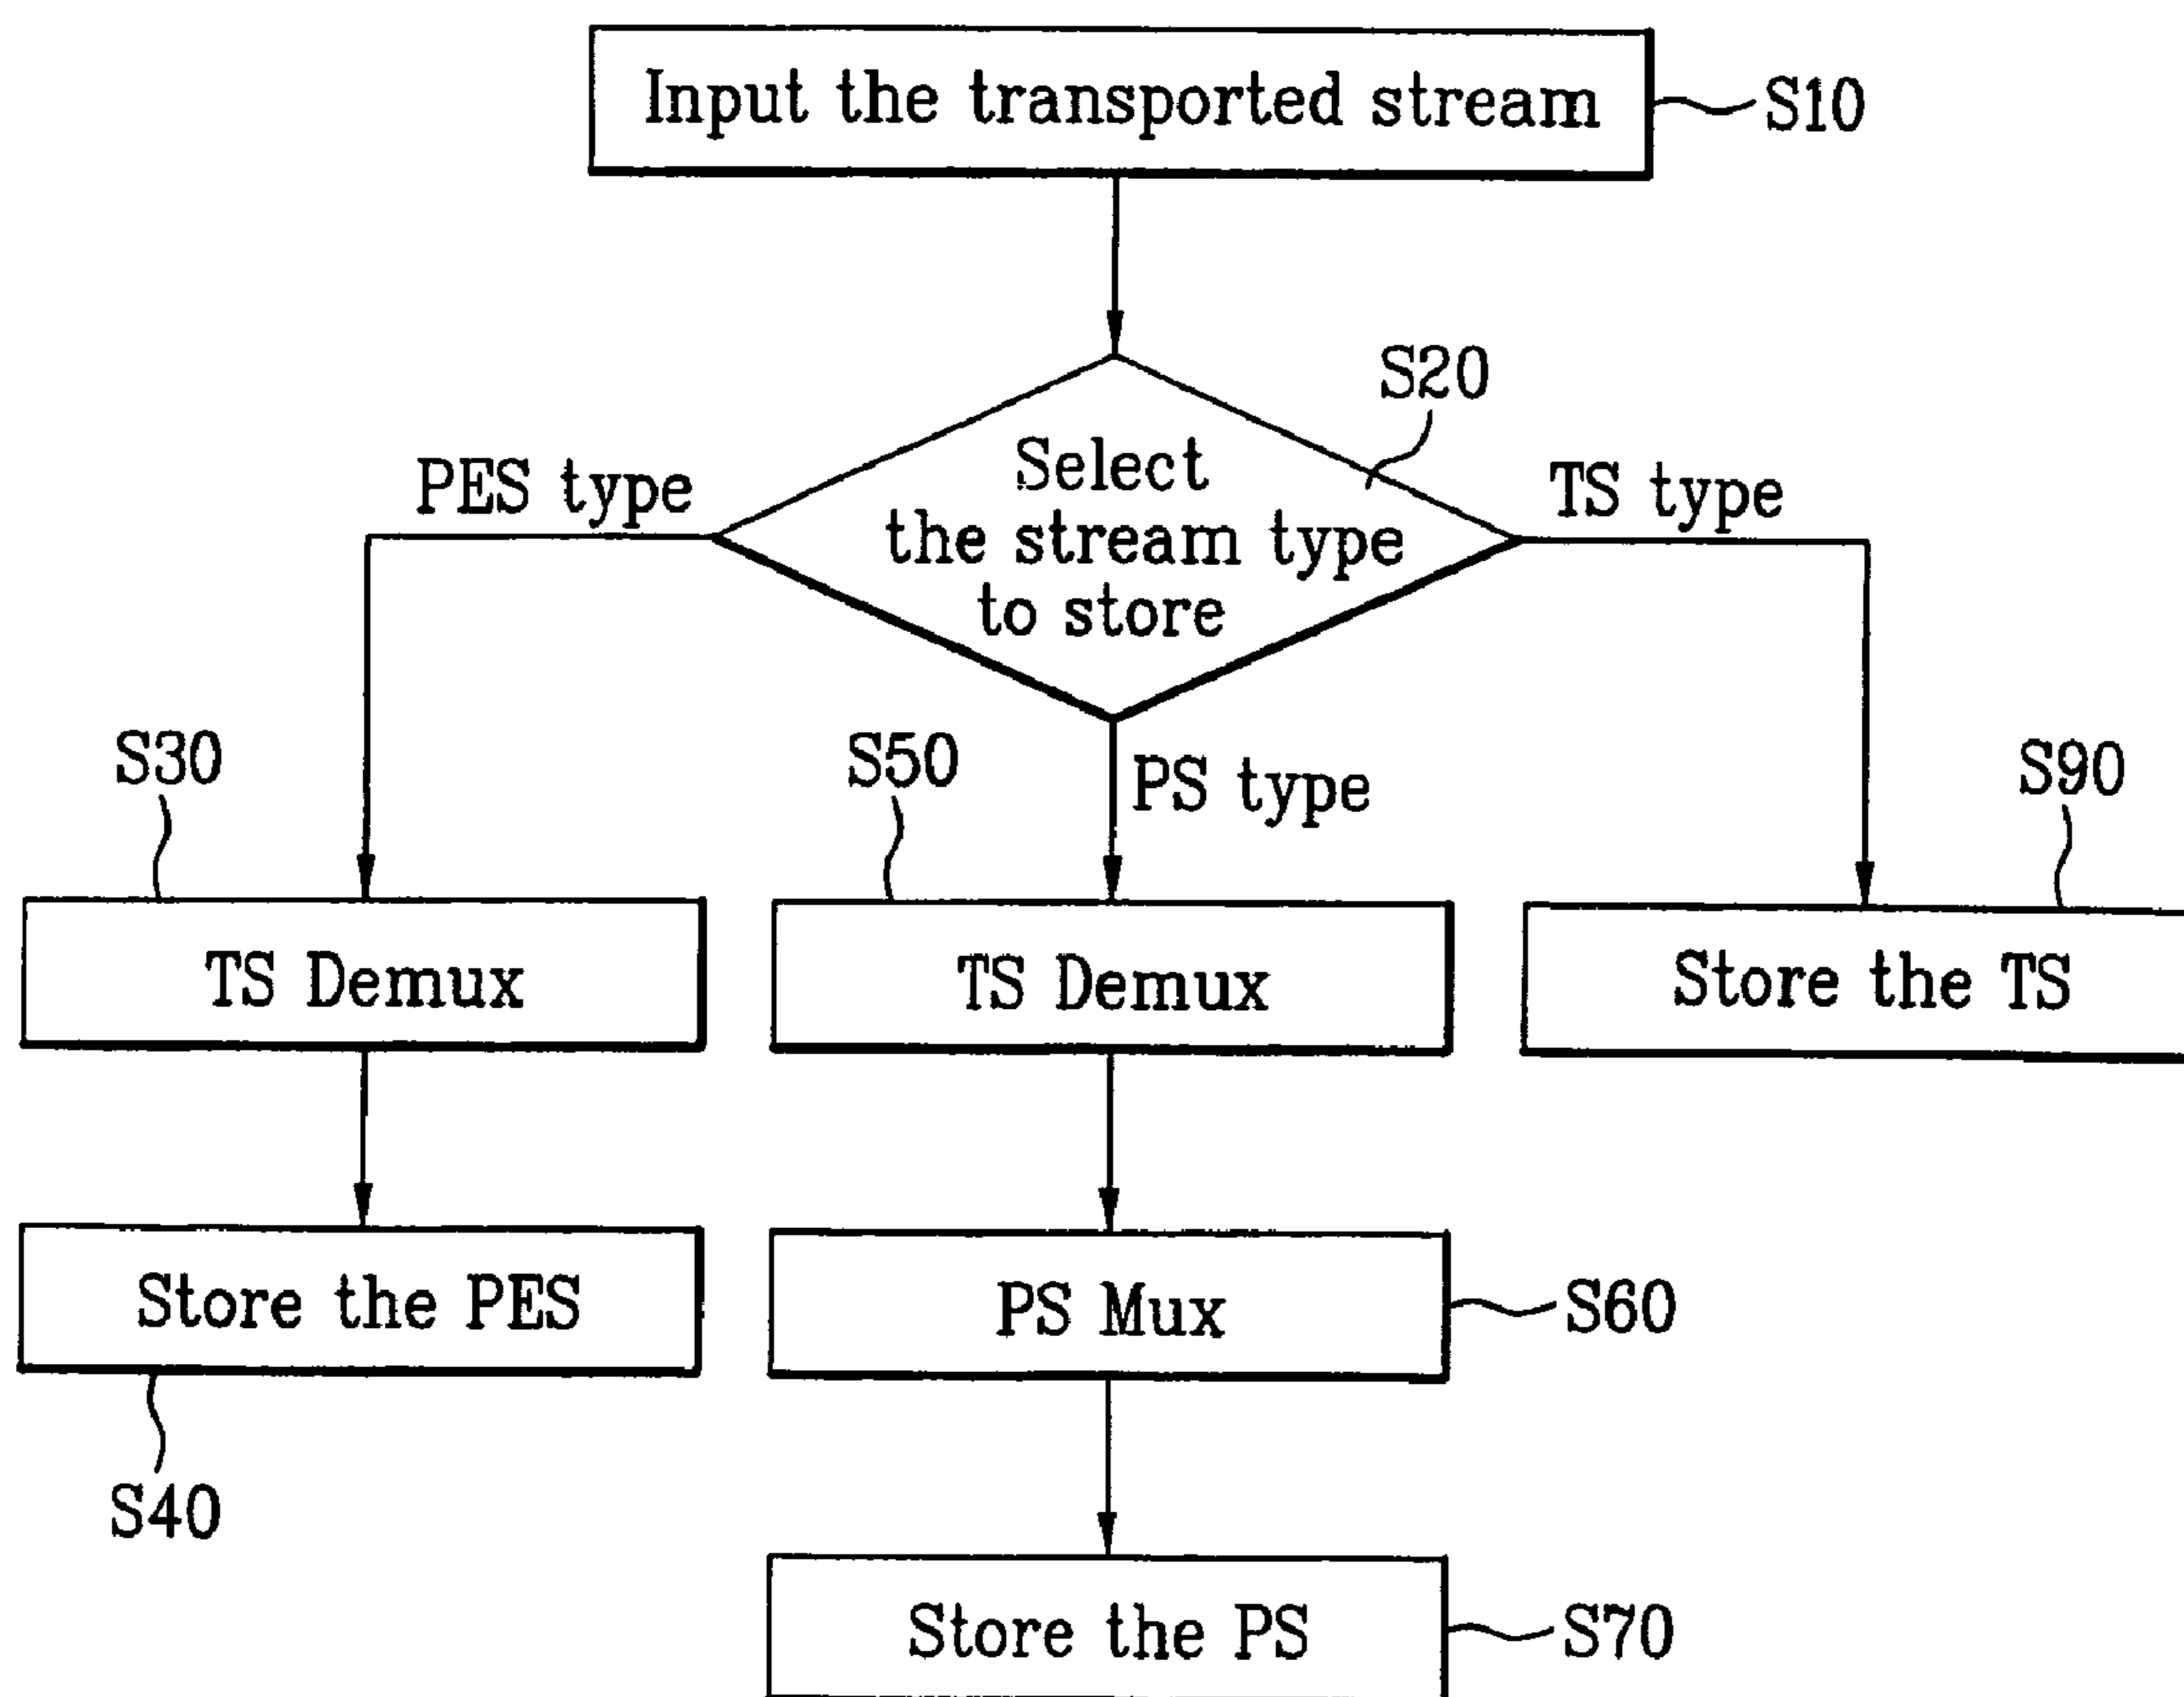 Input the transported stream
S10
S20
Select
the stream type
to store
PES type
TS type
PS type
S30
S50
S90
TS Demux
TS Demux
Store the TS
Store the PES
PS Mux
S60
S40
Store the PS
S70